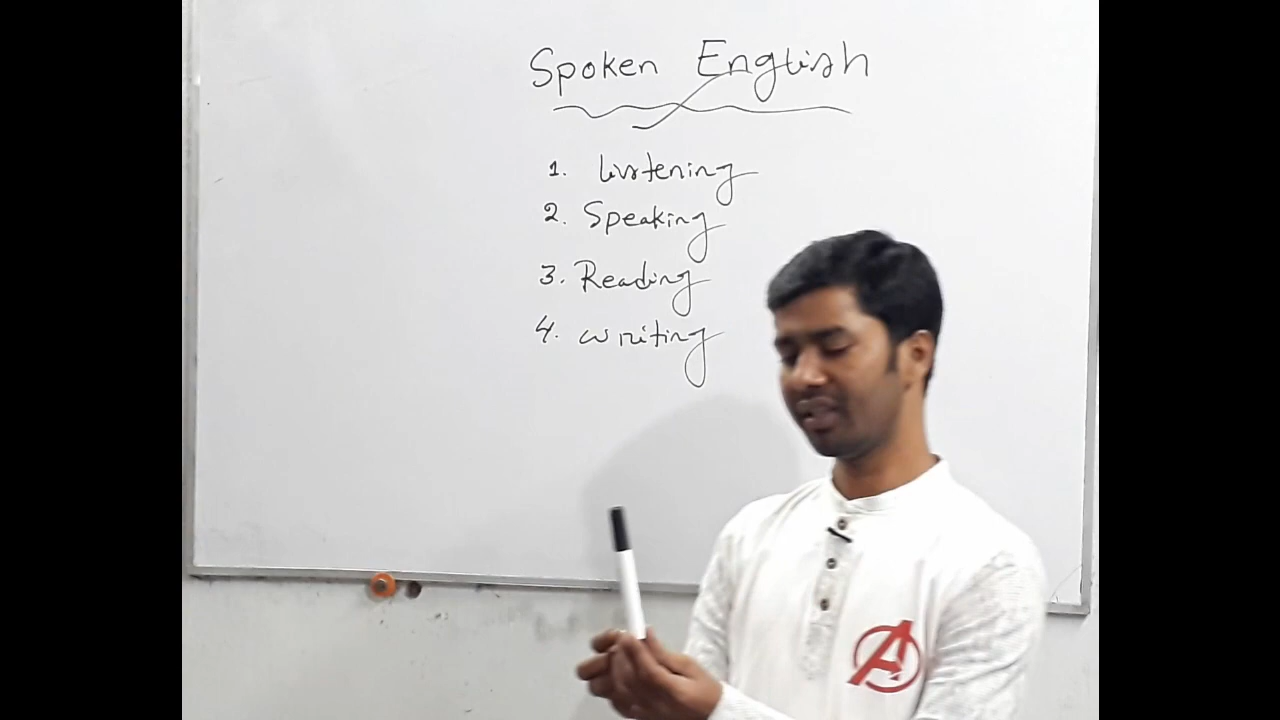 Spoken English
1. Listening
2. Speaking
3. Reading
4. writing